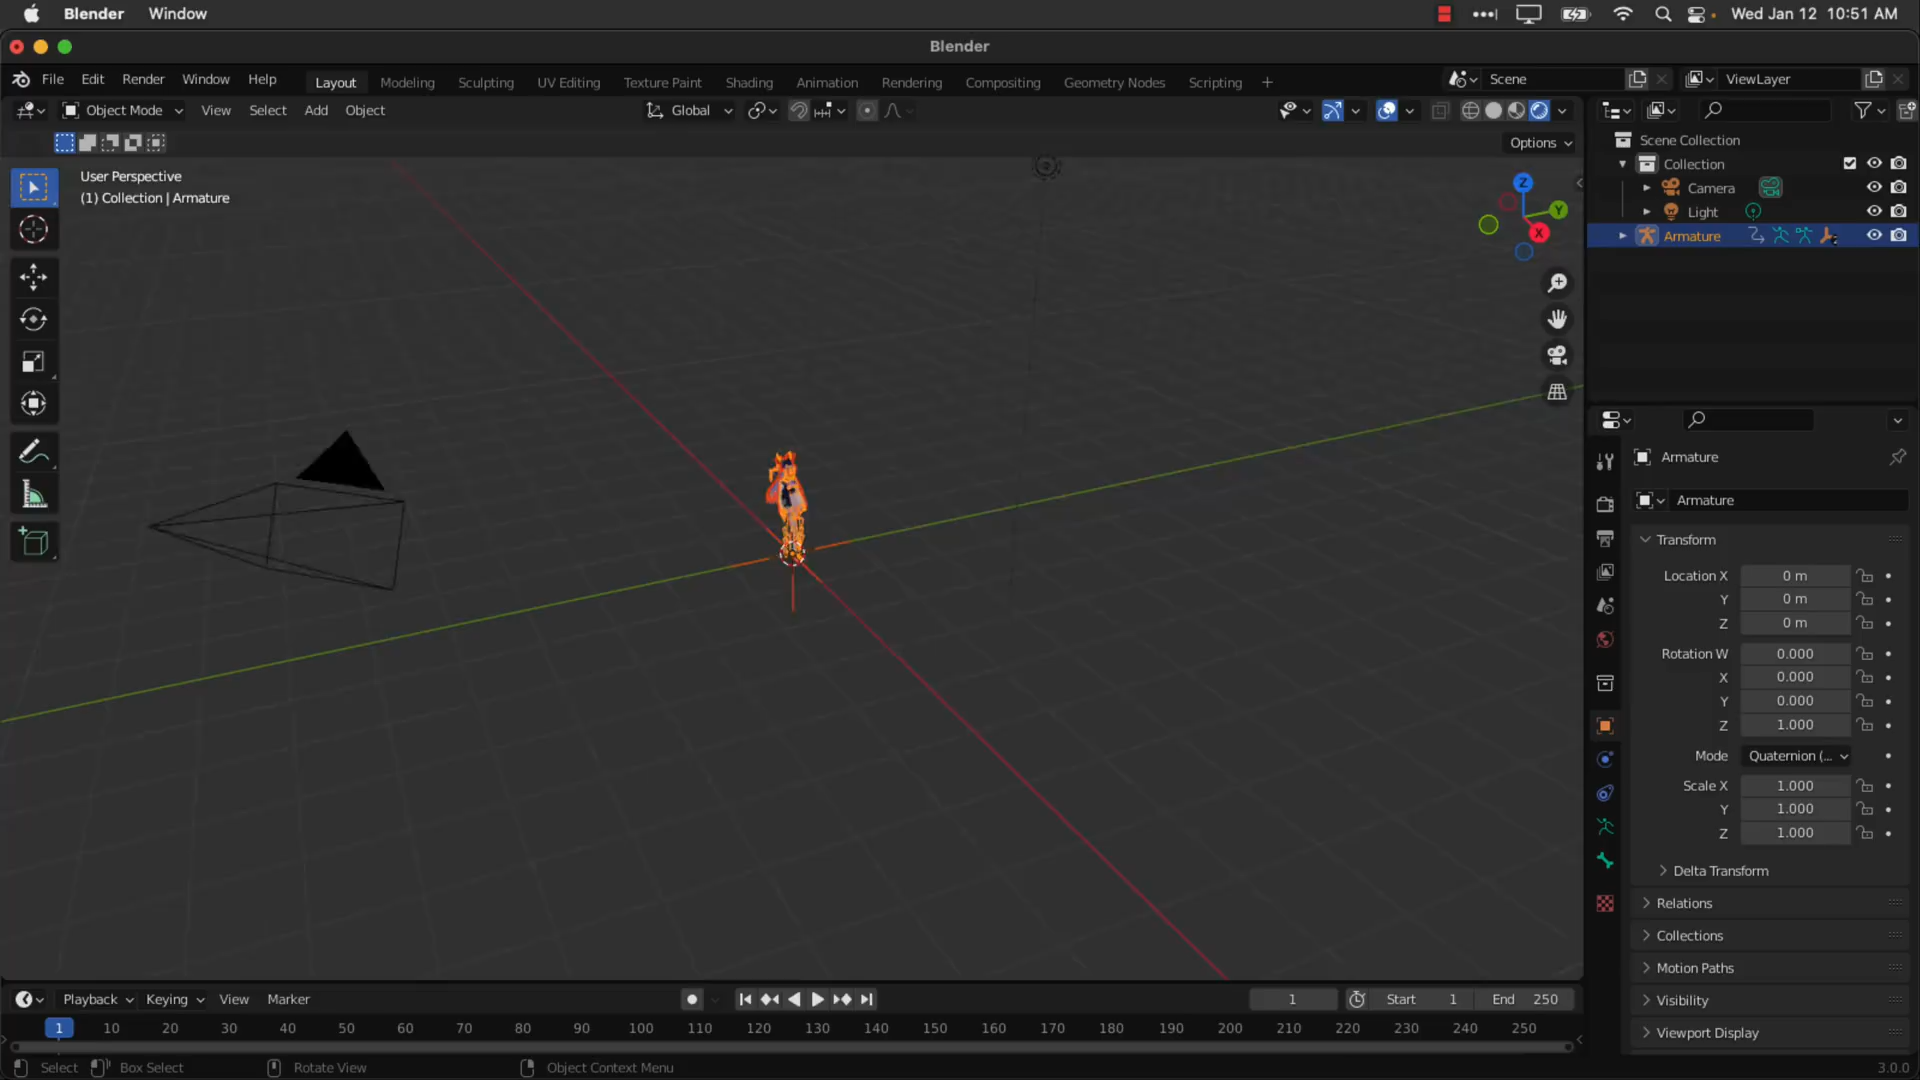 Blender Window Wed Jan 12 10:51 AM
Blender
File Edit Render Window Help Layout Modeling Sculpting UV Editing Texture Paint Shading Animation Rendering Compositing Geometry Nodes Scripting + Scene ViewLayer
Object Mode View Select Add Object Global
Options
User Perspective
(1) Collection | Armature
Z
Y
X
Scene Collection
Collection
Camera
Light
Armature
Armature
Armature
Transform
Location X 0 m
Y 0 m
Z 0 m
Rotation W 0.000
X 0.000
Y 0.000
Z 1.000
Mode Quaternion (...
Scale X 1.000
Y 1.000
Z 1.000
Delta Transform
Relations
Collections
Motion Paths
Visibility
Viewport Display
Playback Keying View Marker 1 Start 1 End 250
1 10 20 30 40 50 60 70 80 90 100 110 120 130 140 150 160 170 180 190 200 210 220 230 240 250
Select Box Select Rotate View Object Context Menu 3.0.0